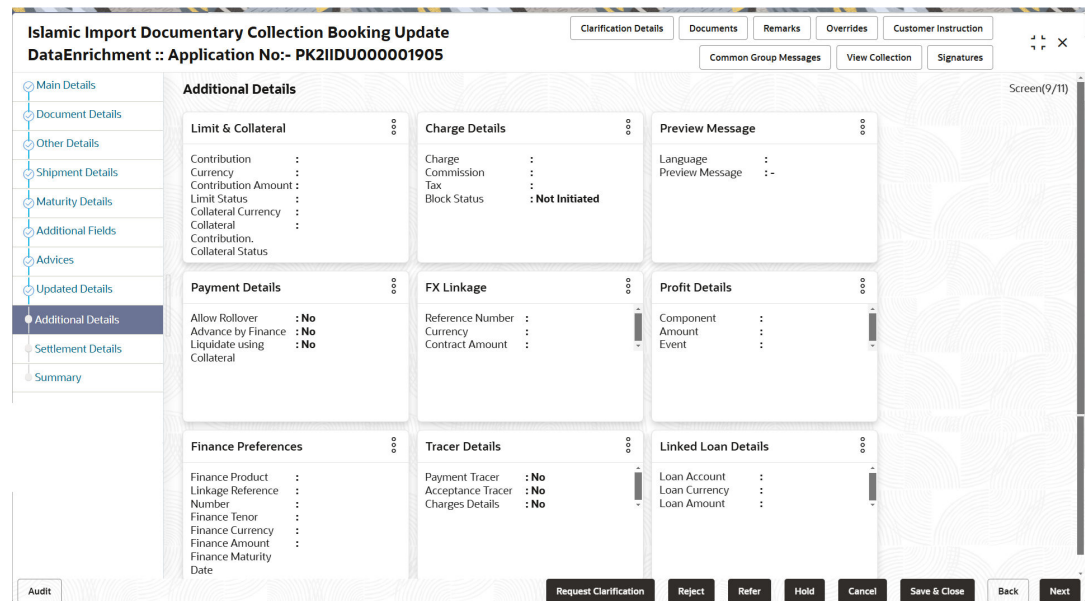 Islamic Import Documentary Collection Booking Update
DataEnrichment :: Application No:- PK2IIDU000001905
Clarification Details
Documents
Remarks
Overrides
Customer Instruction
Common Group Messages
View Collection
Signatures
Main Details
Document Details
Other Details
Shipment Details
Maturity Details
Additional Fields
Advices
Updated Details
Additional Details
Settlement Details
Summary
Additional Details
Screen(9/11)
Limit & Collateral
Contribution :
Currency :
Contribution Amount :
Limit Status :
Collateral Currency :
Collateral :
Contribution.
Collateral Status
Charge Details
Charge :
Commission :
Tax :
Block Status : Not Initiated
Preview Message
Language :
Preview Message : -
Payment Details
Allow Rollover : No
Advance by Finance : No
Liquidate using : No
Collateral
FX Linkage
Reference Number :
Currency :
Contract Amount :
Profit Details
Component :
Amount :
Event :
Finance Preferences
Finance Product :
Linkage Reference :
Number :
Finance Tenor :
Finance Currency :
Finance Amount :
Finance Maturity
Date
Tracer Details
Payment Tracer : No
Acceptance Tracer : No
Charges Details : No
Linked Loan Details
Loan Account :
Loan Currency :
Loan Amount :
Audit
Request Clarification
Reject
Refer
Hold
Cancel
Save & Close
Back
Next